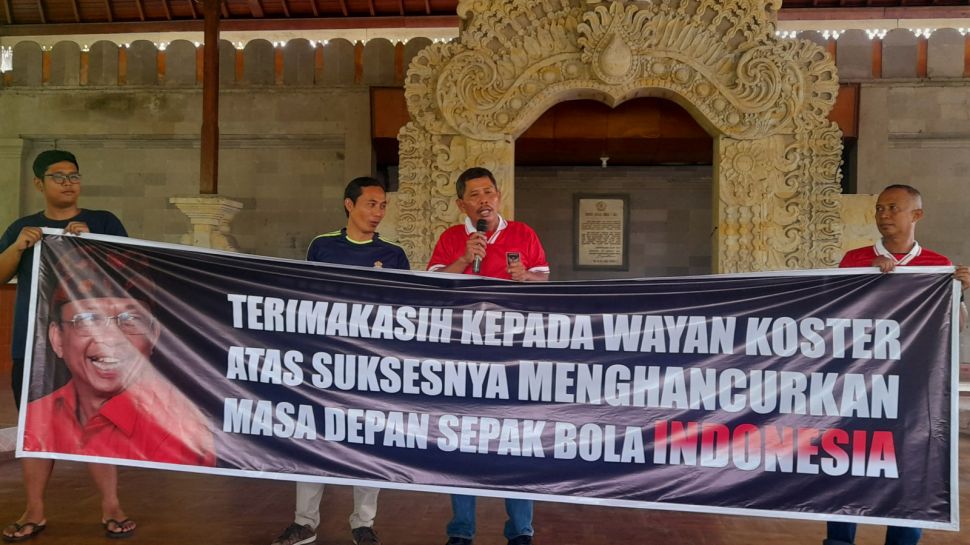 TERIMAKASIH KEPADA WAYAN KOSTER
ATAS SUKSESNYA MENGHANCURKAN
MASA DEPAN SEPAK BOLA INDONESIA